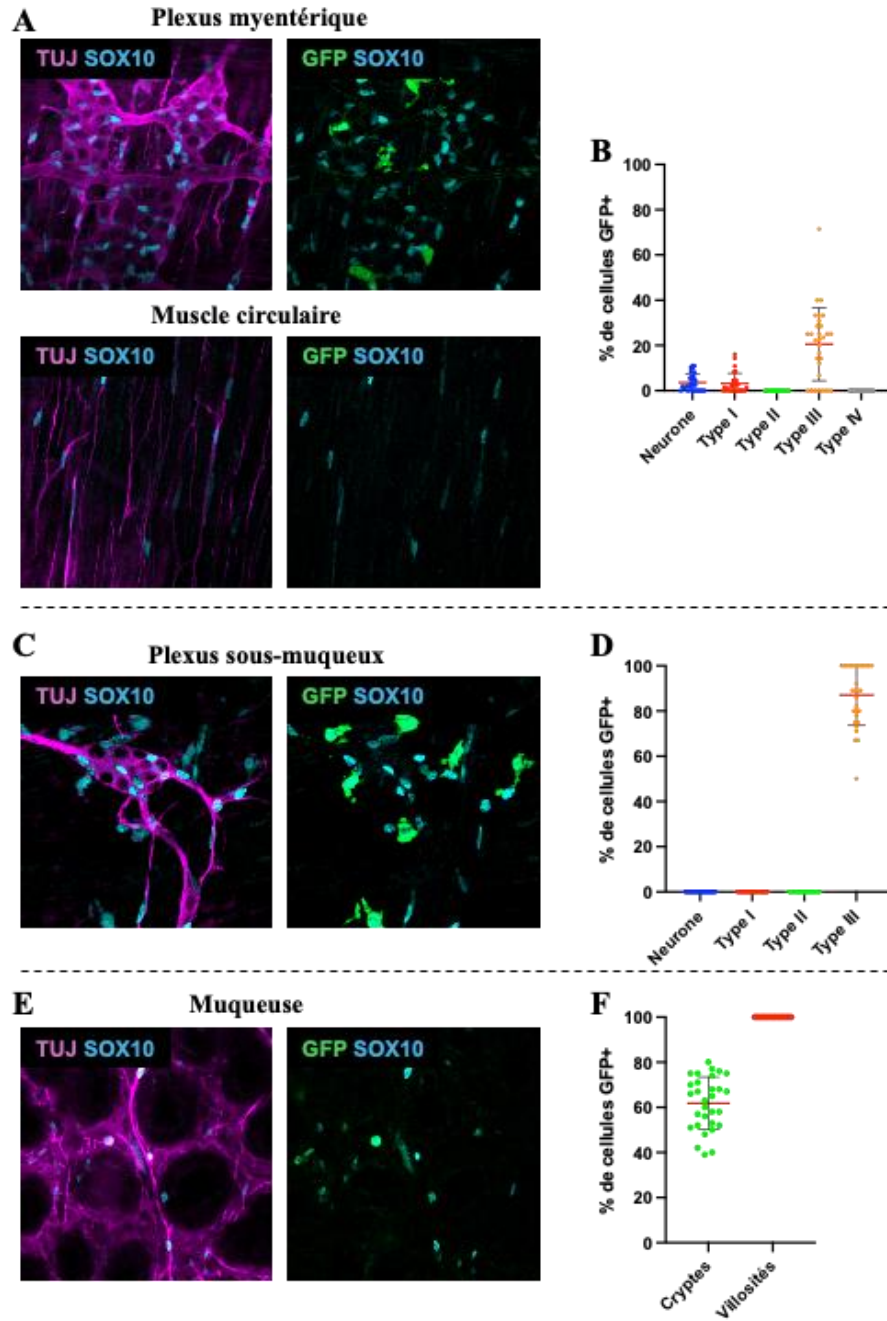 A
Plexus myentérique
TUJ SOX10
GFP SOX10
Muscle circulaire
TUJ SOX10
GFP SOX10
B
% de cellules GFP+
100
80
60
40
20
0
Neurone
Type I
Type II
Type III
Type IV
C
Plexus sous-muqueux
TUJ SOX10
GFP SOX10
D
% de cellules GFP+
100
80
60
40
20
0
Neurone
Type I
Type II
Type III
E
Muqueuse
TUJ SOX10
GFP SOX10
F
% de cellules GFP+
100
80
60
40
20
0
Cryptes
Villosités